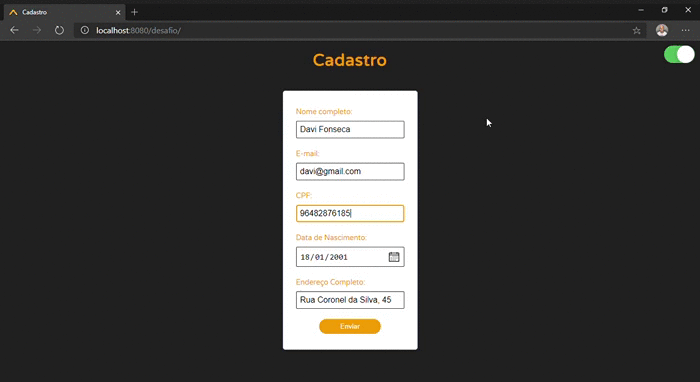 Cadastro
localhost:8080/desafio/
Cadastro
Nome completo:
Davi Fonseca
E-mail:
davi@gmail.com
CPF:
96482876185
Data de Nascimento
18/01/2001
Endereço Completo:
Rua Coronel da Silva, 45
Enviar